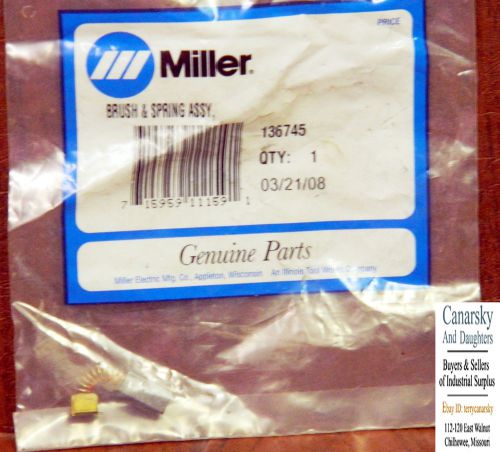 PRICE
Miller®
BRUSH & SPRING ASSY,
136745
QTY: 1
03/21/08
7 15959 11159 1
Genuine Parts
Miller Electric Mfg. Co., Appleton, Wisconsin An Illinois Tool Works Company
Canarsky
And Daughters
Buyers & Sellers
of Industrial Surplus
Ebay ID: terrycanarsky
112-120 East Walnut
Chilhowee, Missouri